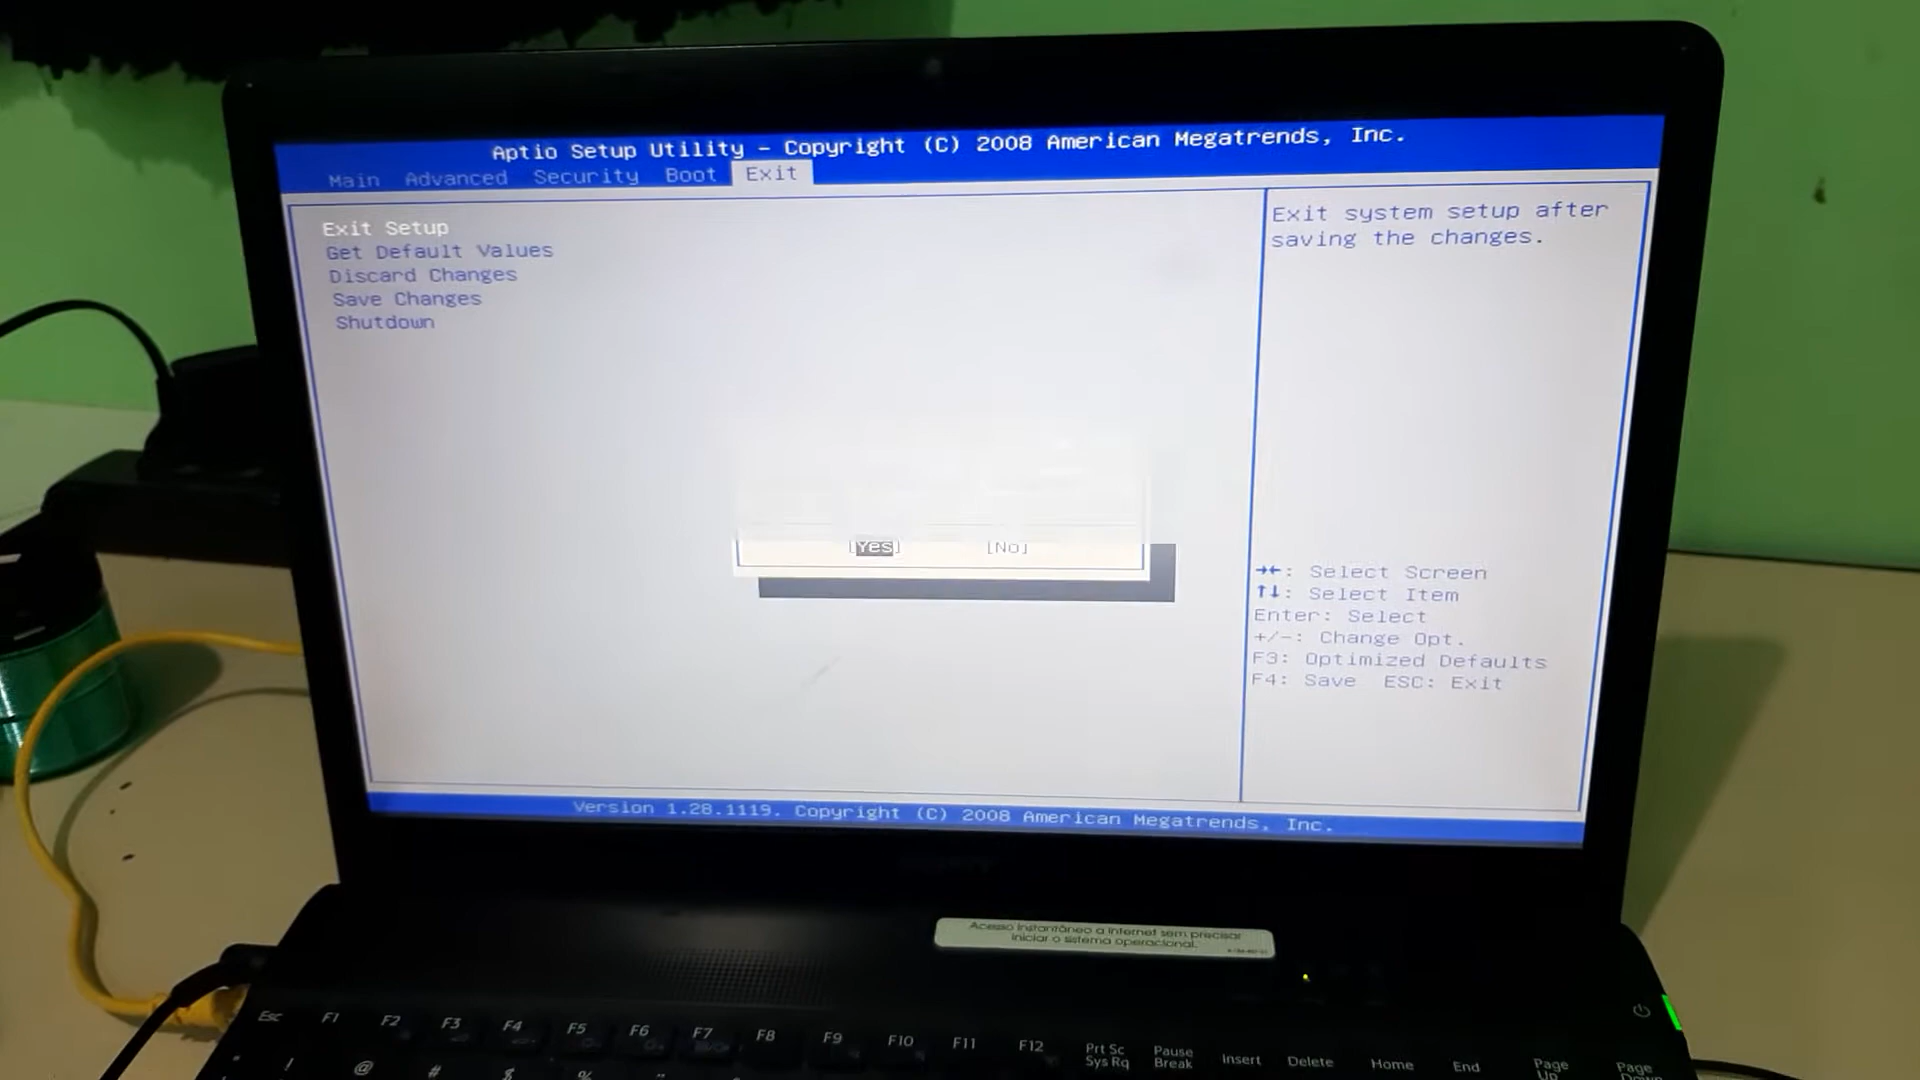 Aptio Setup Utility - Copyright (C) 2008 American Megatrends, Inc.
Main Advanced Security Boot Exit
Exit Setup
Get Default Values
Discard Changes
Save Changes
Shutdown
Exit system setup after
saving the changes.
[Yes] [No]
→←: Select Screen
↑↓: Select Item
Enter: Select
+/-: Change Opt.
F3: Optimized Defaults
F4: Save ESC: Exit
Version 1.28.1119. Copyright (C) 2008 American Megatrends, Inc.
Acesso instantâneo a Internet sem precisar
iniciar o sistema operacional.
Esc F1 F2 F3 F4 F5 F6 F7 F8 F9 F10 F11 F12 Prt Sc Sys Rq Pause Break Insert Delete Home End Page Up Page
! @ # $ %